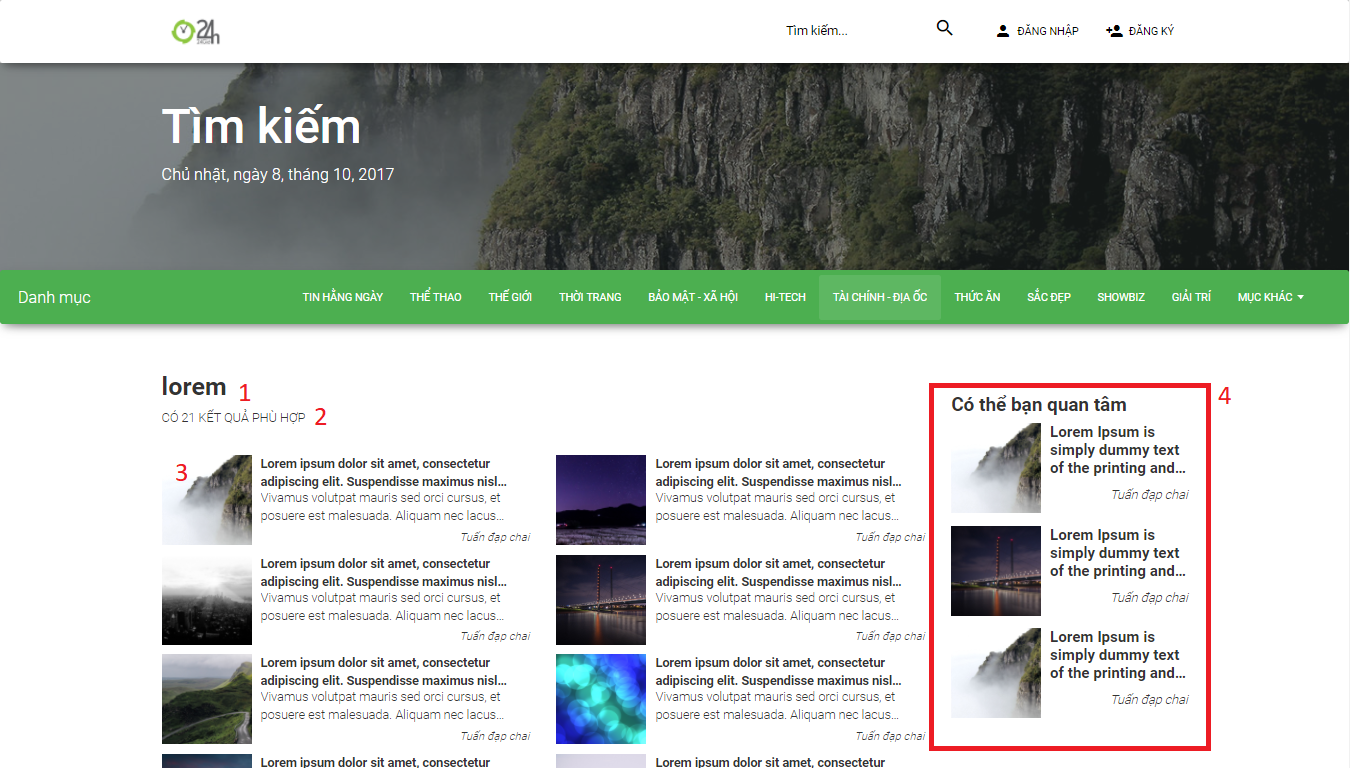 24h
Tìm kiếm...
ĐĂNG NHẬP
ĐĂNG KÝ
Tìm kiếm
Chủ nhật, ngày 8, tháng 10, 2017
Danh mục
TIN HẰNG NGÀY
THỂ THAO
THẾ GIỚI
THỜI TRANG
BẢO MẬT - XÃ HỘI
HI-TECH
TÀI CHÍNH - ĐỊA ỐC
THỨC ĂN
SẮC ĐẸP
SHOWBIZ
GIẢI TRÍ
MỤC KHÁC
lorem 1
CÓ 21 KẾT QUẢ PHÙ HỢP 2
3
Lorem ipsum dolor sit amet, consectetur
adipiscing elit. Suspendisse maximus nisl...
Vivamus volutpat mauris sed orci cursus, et
posuere est malesuada. Aliquam nec lacus...
Tuấn đạp chai
Lorem ipsum dolor sit amet, consectetur
adipiscing elit. Suspendisse maximus nisl...
Vivamus volutpat mauris sed orci cursus, et
posuere est malesuada. Aliquam nec lacus...
Tuấn đạp chai
Lorem ipsum dolor sit amet, consectetur
adipiscing elit. Suspendisse maximus nisl...
Vivamus volutpat mauris sed orci cursus, et
posuere est malesuada. Aliquam nec lacus...
Tuấn đạp chai
Lorem ipsum dolor sit amet, consectetur
adipiscing elit. Suspendisse maximus nisl...
Vivamus volutpat mauris sed orci cursus, et
posuere est malesuada. Aliquam nec lacus...
Tuấn đạp chai
Lorem ipsum dolor sit amet, consectetur
adipiscing elit. Suspendisse maximus nisl...
Vivamus volutpat mauris sed orci cursus, et
posuere est malesuada. Aliquam nec lacus...
Tuấn đạp chai
Lorem ipsum dolor sit amet, consectetur
adipiscing elit. Suspendisse maximus nisl...
Vivamus volutpat mauris sed orci cursus, et
posuere est malesuada. Aliquam nec lacus...
Tuấn đạp chai
Lorem ipsum dolor sit amet, consectetur
Lorem ipsum dolor sit amet, consectetur
4
Có thể bạn quan tâm
Lorem Ipsum is
simply dummy text
of the printing and...
Tuấn đạp chai
Lorem Ipsum is
simply dummy text
of the printing and...
Tuấn đạp chai
Lorem Ipsum is
simply dummy text
of the printing and...
Tuấn đạp chai